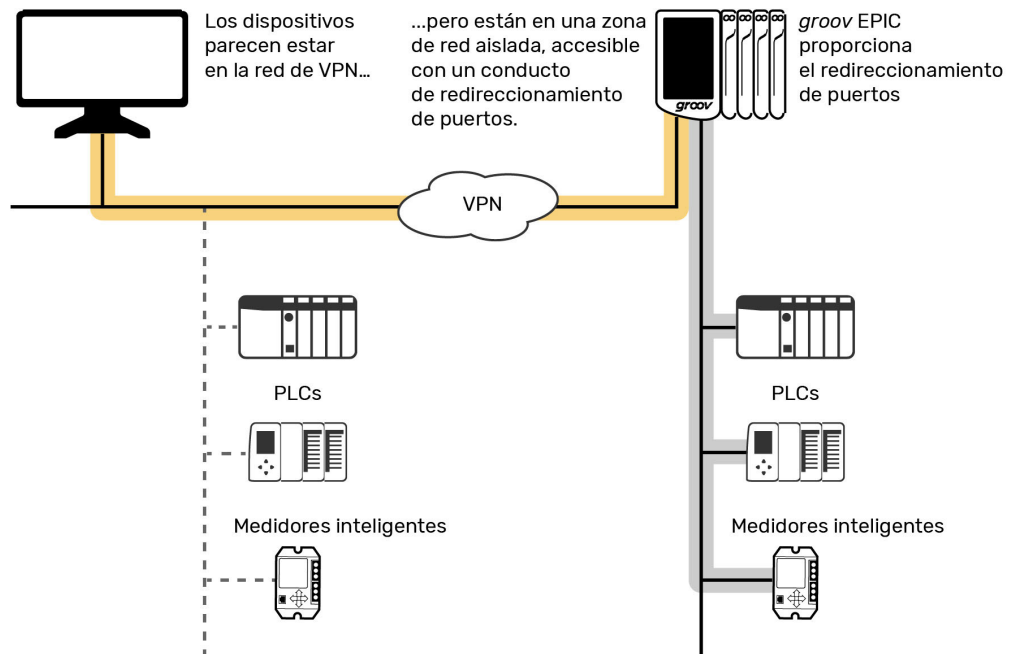 Los dispositivos
parecen estar
en la red de VPN...
...pero están en una zona
de red aislada, accesible
con un conducto
de redireccionamiento
de puertos.
groov EPIC
proporciona
el redireccionamiento
de puertos
groov
VPN
PLCs
PLCs
Medidores inteligentes
Medidores inteligentes